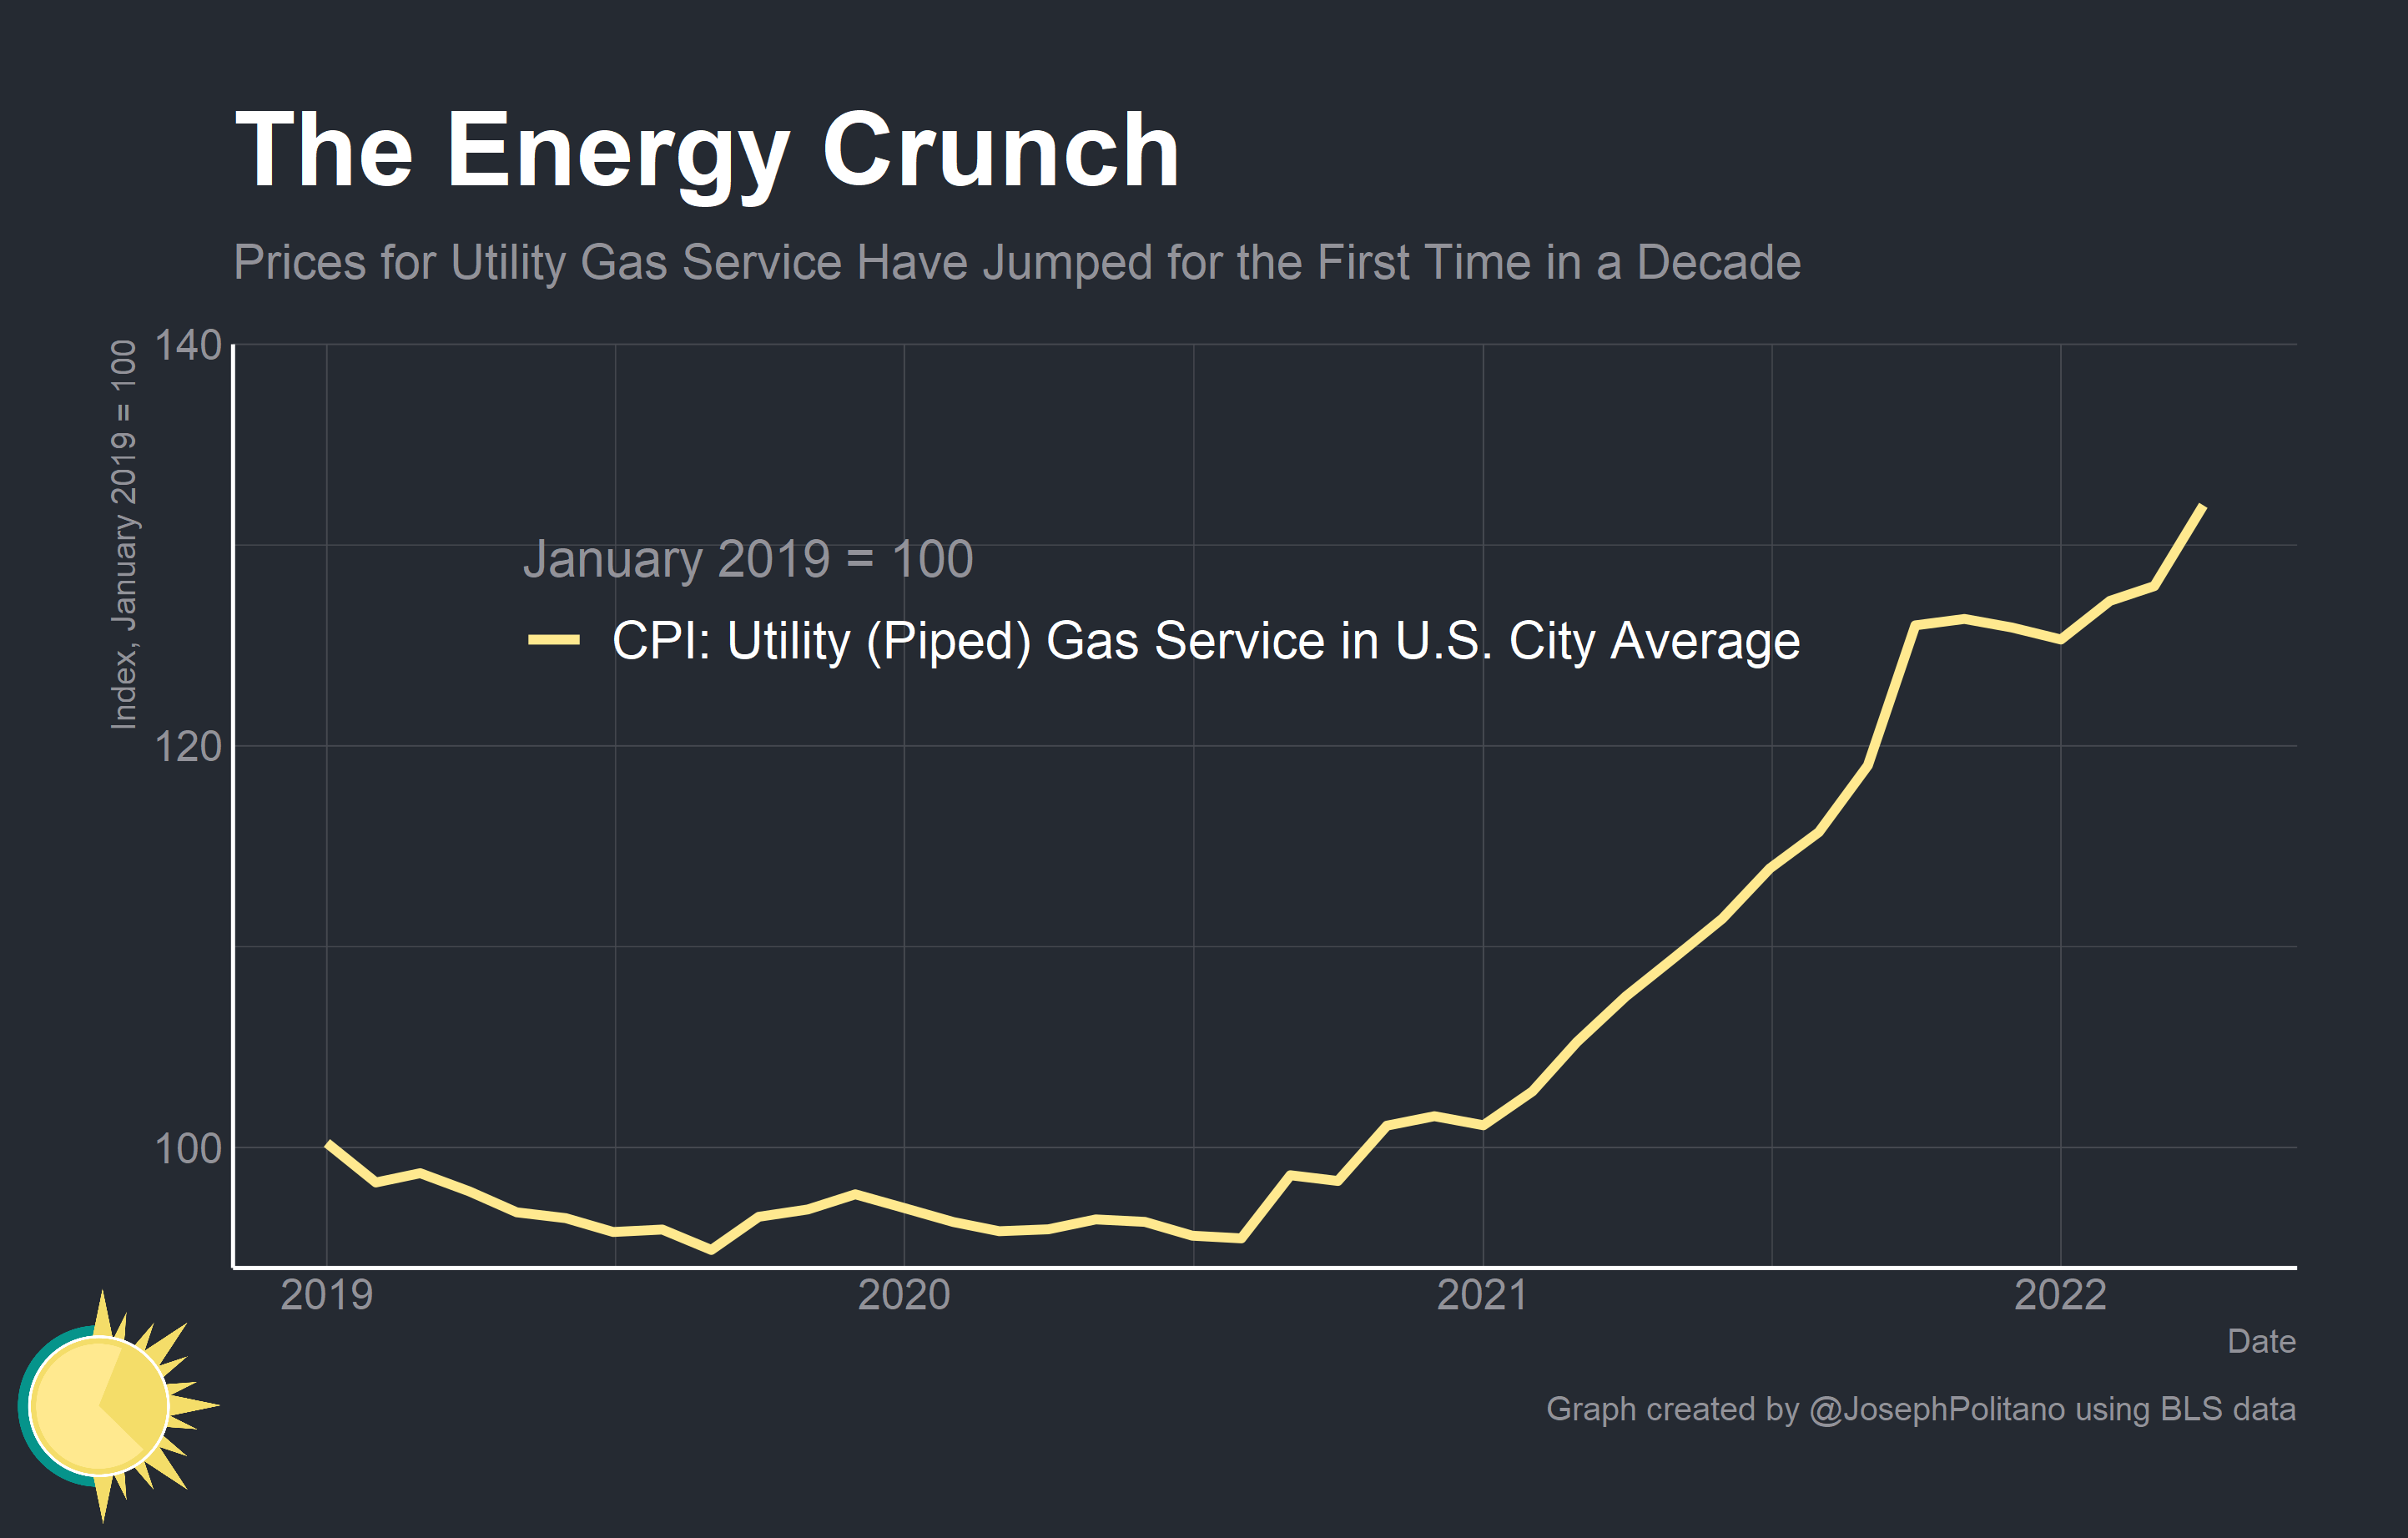 The Energy Crunch
Prices for Utility Gas Service Have Jumped for the First Time in a Decade
Index, January 2019 = 100
140
120
100
January 2019 = 100
CPI: Utility (Piped) Gas Service in U.S. City Average
2019 2020 2021 2022
Date
Graph created by @JosephPolitano using BLS data